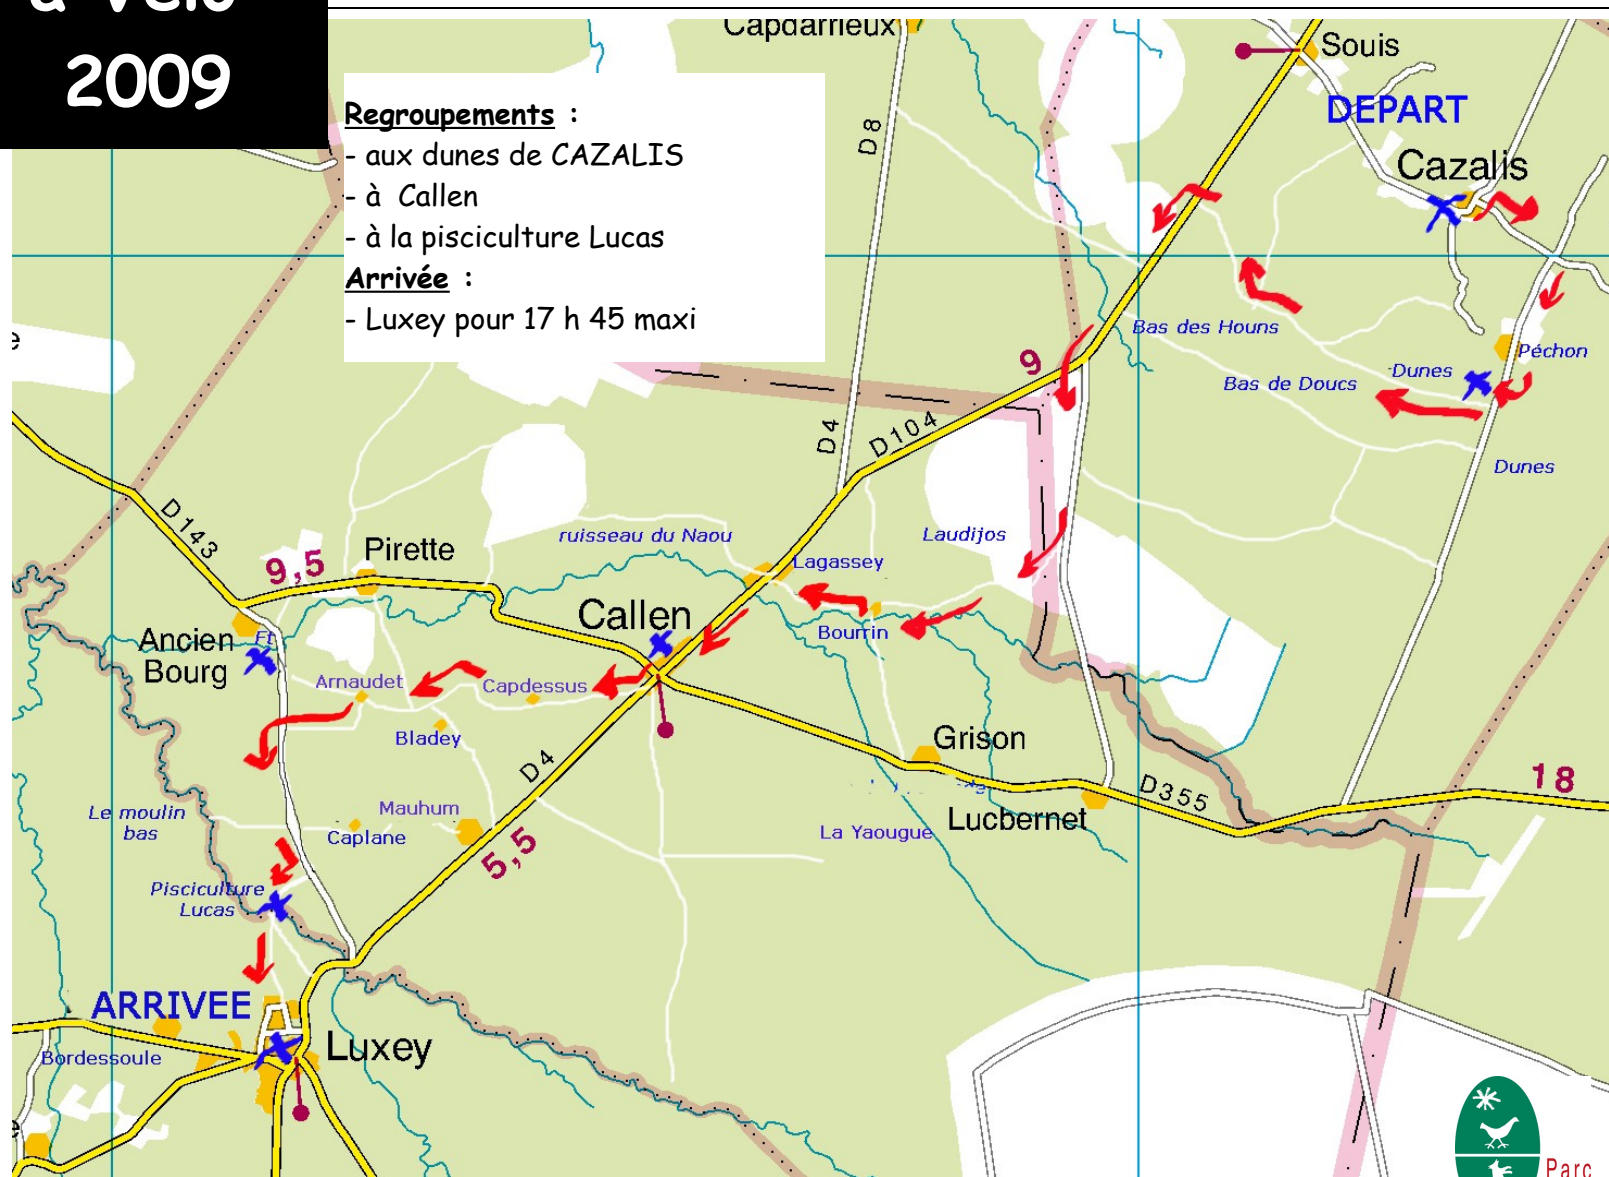 à vélo
2009
Regroupements :
- aux dunes de CAZALIS
- à Callen
- à la pisciculture Lucas
Arrivée :
- Luxey pour 17 h 45 maxi
Capdarrieux
Souis
DEPART
Cazalis
D8
Bas des Houns
Péchon
-Dunes
Bas de Doucs
9
D4
D104
Dunes
D143
Pirette
9,5
ruisseau du Naou
Laudijos
Lagassey
Callen
Bourrin
Ancien
Bourg
Ft
Arnaudet
Capdessus
Bladey
Grison
D4
D355
18
Le moulin
bas
Mauhum
Caplane
5,5
La Yaougue
Lucbernet
Pisciculture
Lucas
ARRIVEE
Luxey
Bordessoule
e
e
Parc